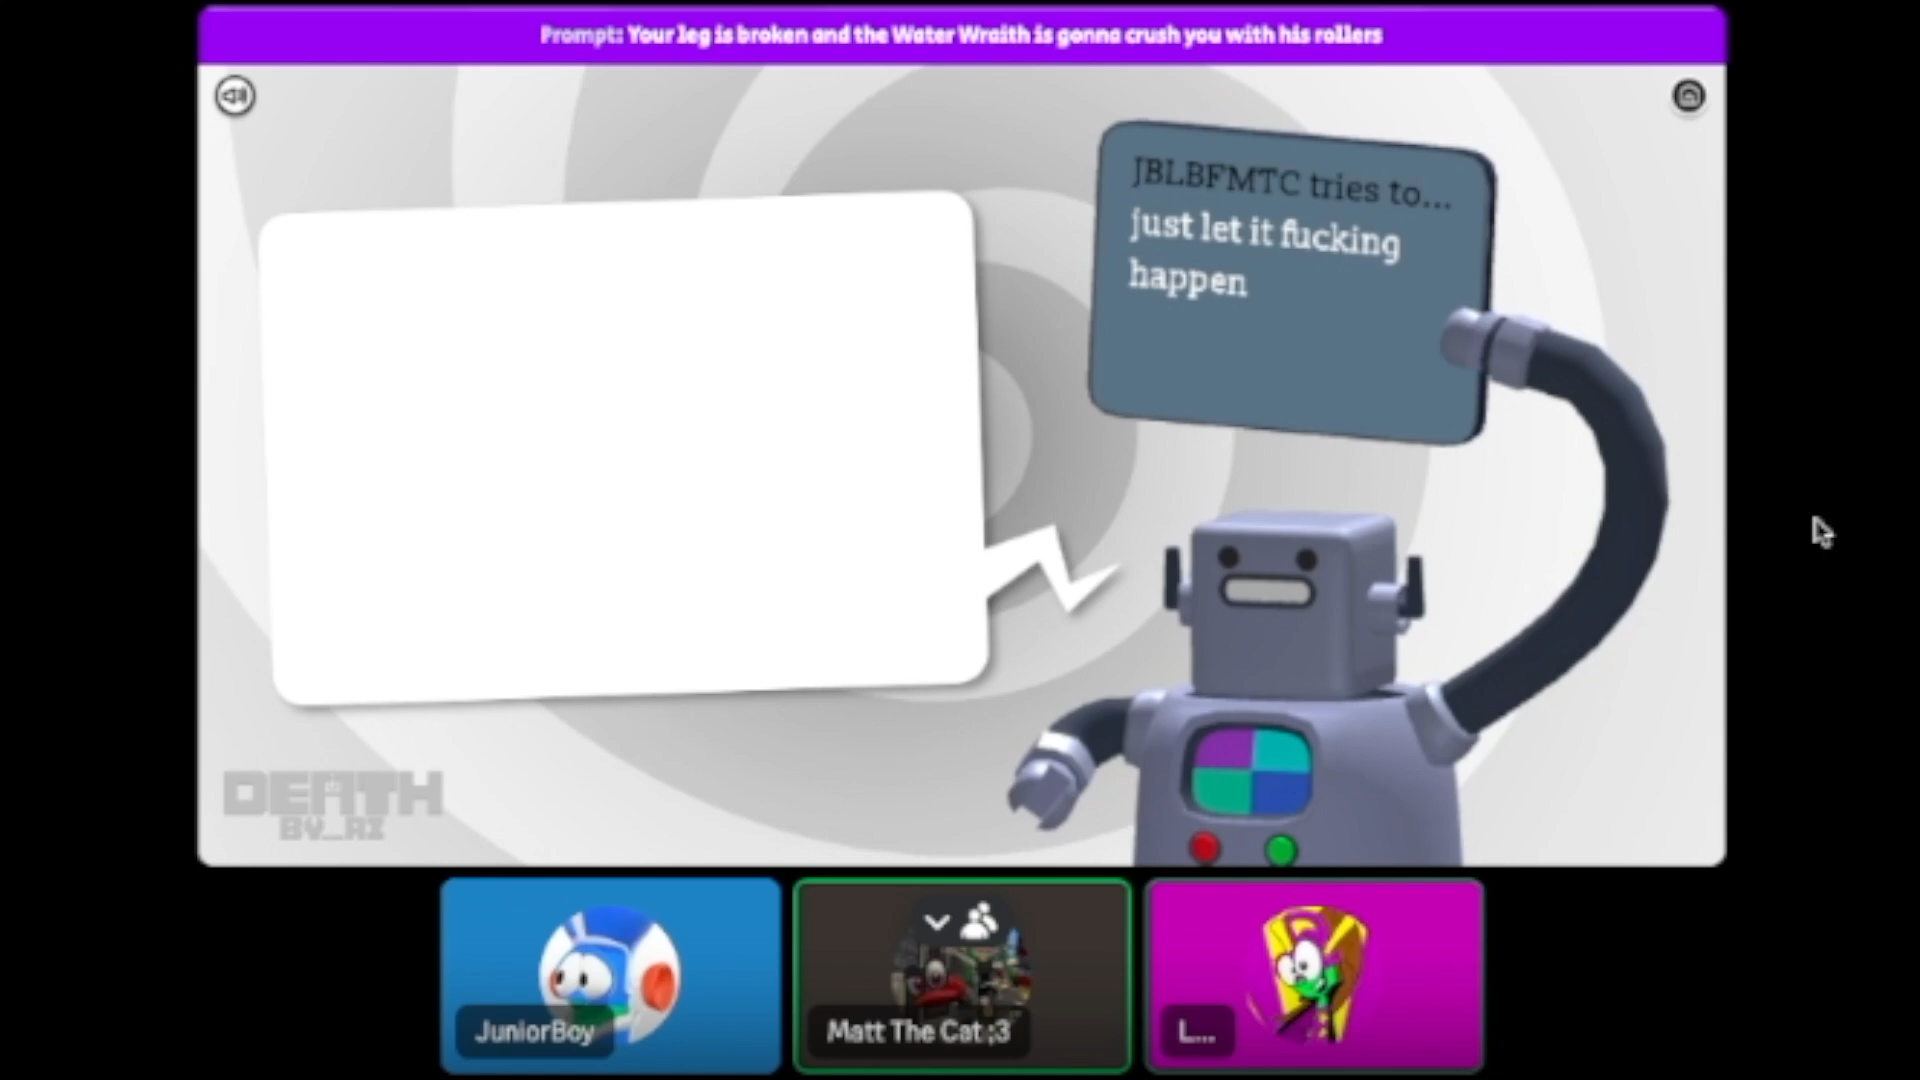 Prompt: Your leg is broken and the Water Wraith is gonna crush you with his rollers
JBLBFMTC tries to...
just let it fucking
happen
DEATH
BY_AI
JuniorBoy
Matt The Cat ;3
L...